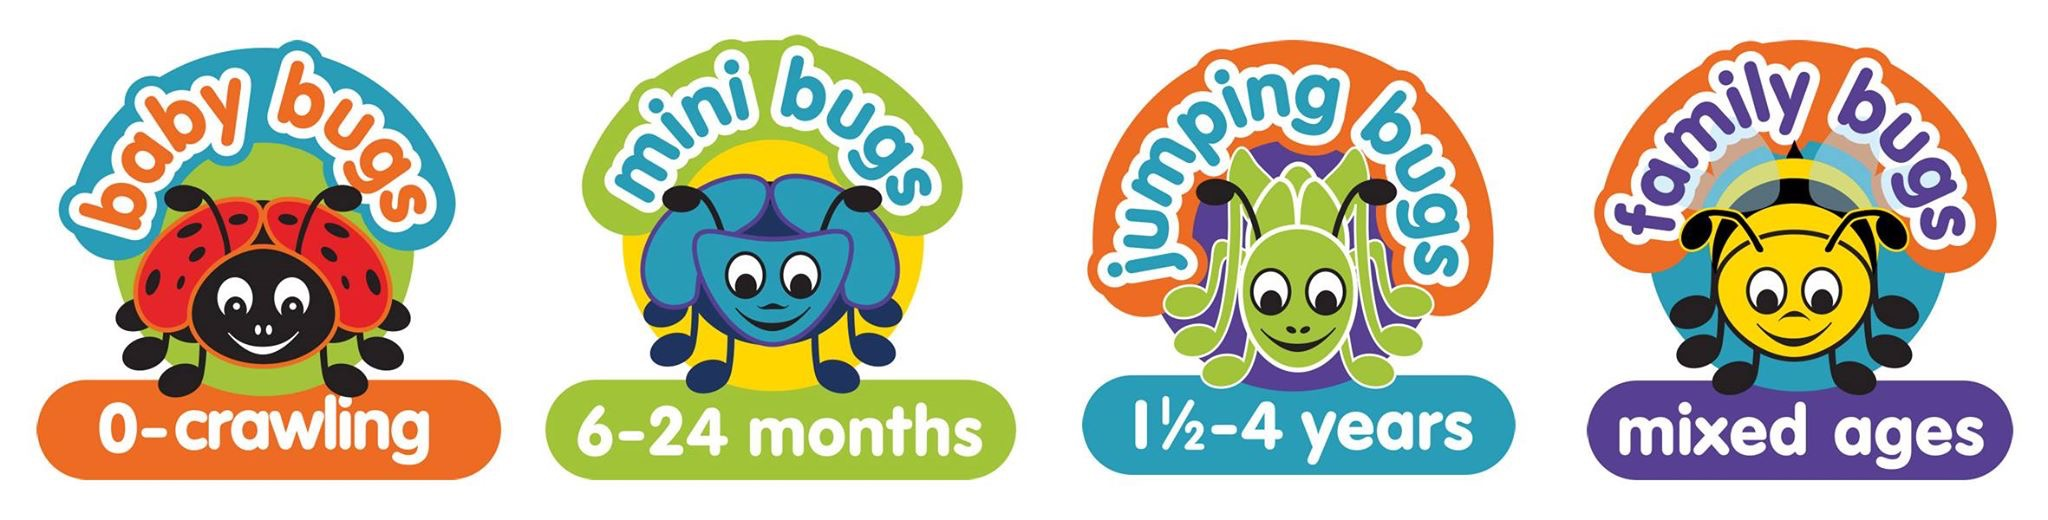 baby bugs
0-crawling
mini bugs
6-24 months
jumping bugs
1½-4 years
family bugs
mixed ages